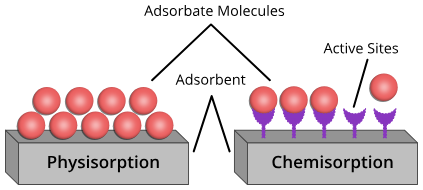 Adsorbate Molecules
Active Sites
Adsorbent
Physisorption
Chemisorption